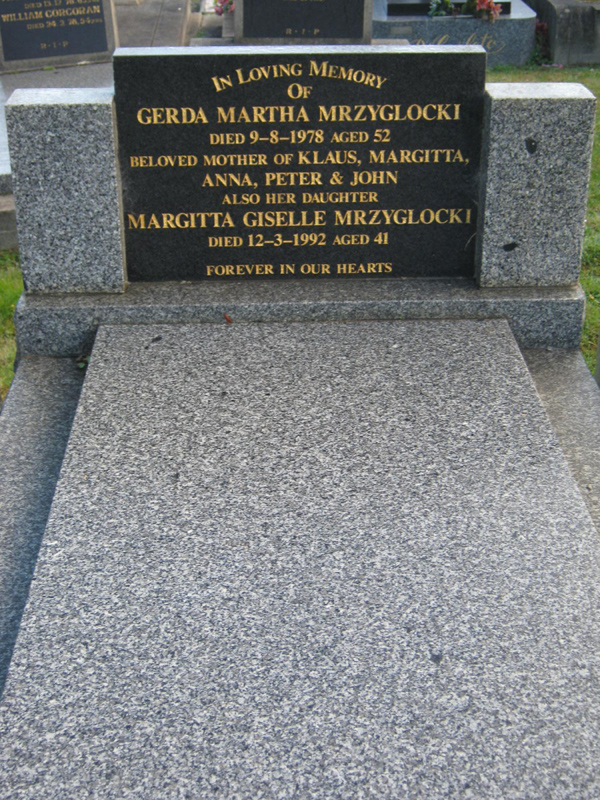 WILLIAM CORCORAN
R·I·P
R·I·P
IN LOVING MEMORY
OF
GERDA MARTHA MRZYGLOCKI
DIED 9–8–1978 AGED 52
BELOVED MOTHER OF KLAUS, MARGITTA,
ANNA, PETER & JOHN
ALSO HER DAUGHTER
MARGITTA GISELLE MRZYGLOCKI
DIED 12–3–1992 AGED 41
FOREVER IN OUR HEARTS